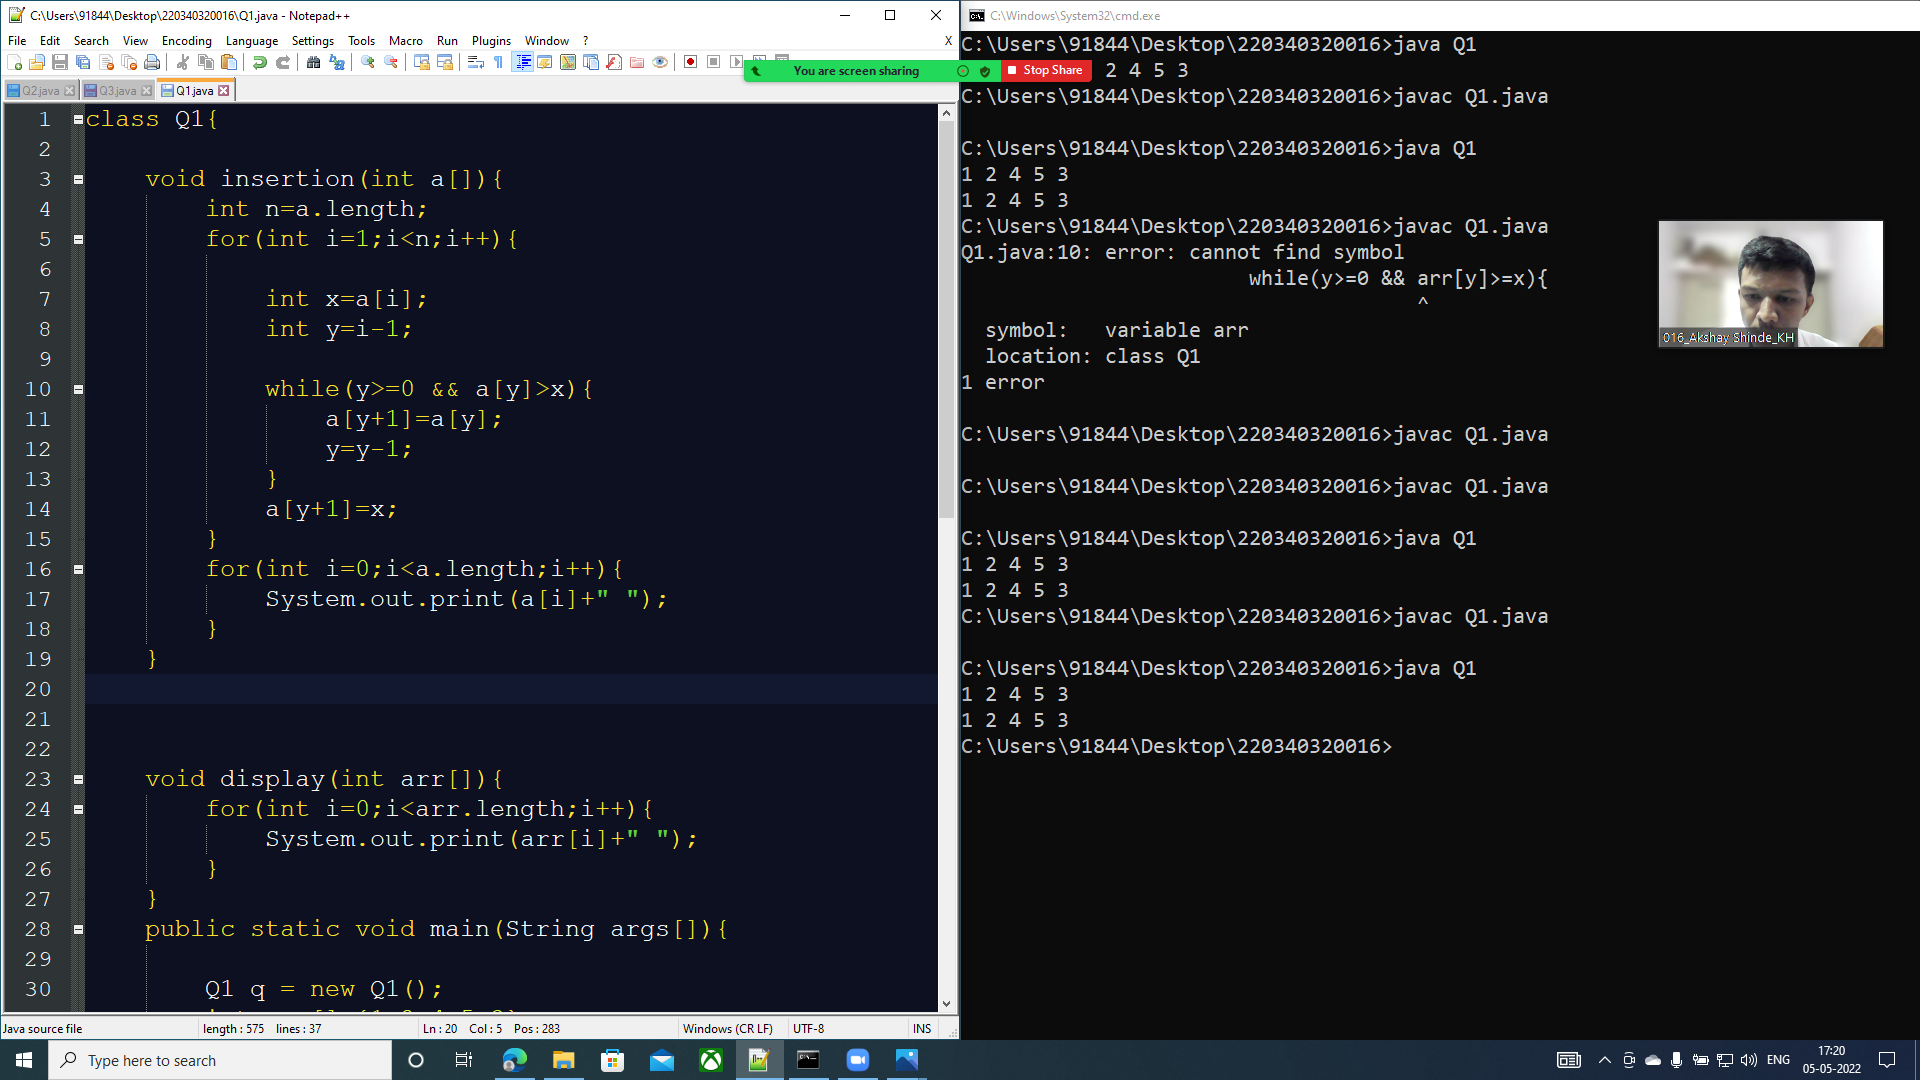 C:\Users\91844\Desktop\220340320016\Q1.java - Notepad++
File Edit Search View Encoding Language Settings Tools Macro Run Plugins Window ? X
You are screen sharing Stop Share
Q2.java Q3.java Q1.java
1 class Q1{
2
3 void insertion(int a[]){
4 int n=a.length;
5 for(int i=1;i<n;i++){
6
7 int x=a[i];
8 int y=i-1;
9
10 while(y>=0 && a[y]>x){
11 a[y+1]=a[y];
12 y=y-1;
13 }
14 a[y+1]=x;
15 }
16 for(int i=0;i<a.length;i++){
17 System.out.print(a[i]+" ");
18 }
19 }
20
21
22
23 void display(int arr[]){
24 for(int i=0;i<arr.length;i++){
25 System.out.print(arr[i]+" ");
26 }
27 }
28 public static void main(String args[]){
29
30 Q1 q = new Q1();
Java source file length : 575 lines : 37 Ln : 20 Col : 5 Pos : 283 Windows (CR LF) UTF-8 INS
C:\Windows\System32\cmd.exe
C:\Users\91844\Desktop\220340320016>java Q1
2 4 5 3
C:\Users\91844\Desktop\220340320016>javac Q1.java
C:\Users\91844\Desktop\220340320016>java Q1
1 2 4 5 3
1 2 4 5 3
C:\Users\91844\Desktop\220340320016>javac Q1.java
Q1.java:10: error: cannot find symbol
while(y>=0 && arr[y]>=x){
^
symbol: variable arr
location: class Q1
1 error
C:\Users\91844\Desktop\220340320016>javac Q1.java
C:\Users\91844\Desktop\220340320016>javac Q1.java
C:\Users\91844\Desktop\220340320016>java Q1
1 2 4 5 3
1 2 4 5 3
C:\Users\91844\Desktop\220340320016>javac Q1.java
C:\Users\91844\Desktop\220340320016>java Q1
1 2 4 5 3
1 2 4 5 3
C:\Users\91844\Desktop\220340320016>
016_Akshay Shinde_KH
Type here to search
ENG
17:20
05-05-2022